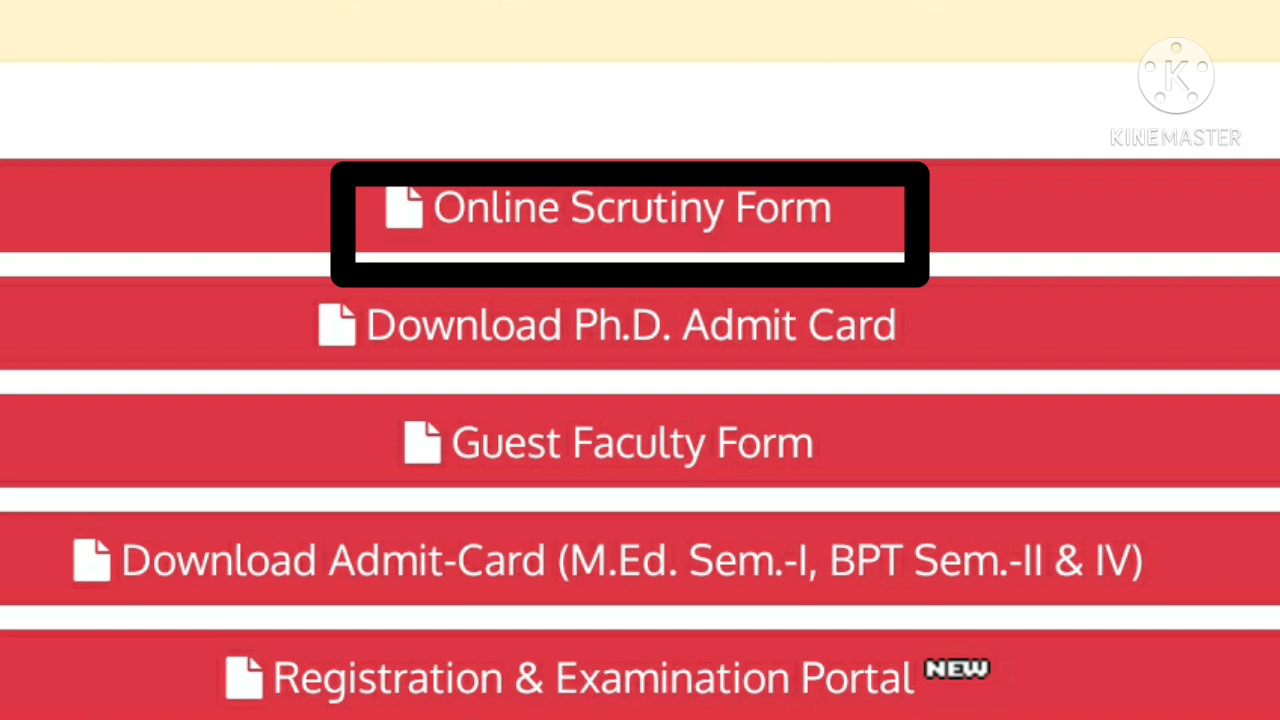 K
KINEMASTER
Online Scrutiny Form
Download Ph.D. Admit Card
Guest Faculty Form
Download Admit-Card (M.Ed. Sem.-I, BPT Sem.-II & IV)
Registration & Examination Portal NEW